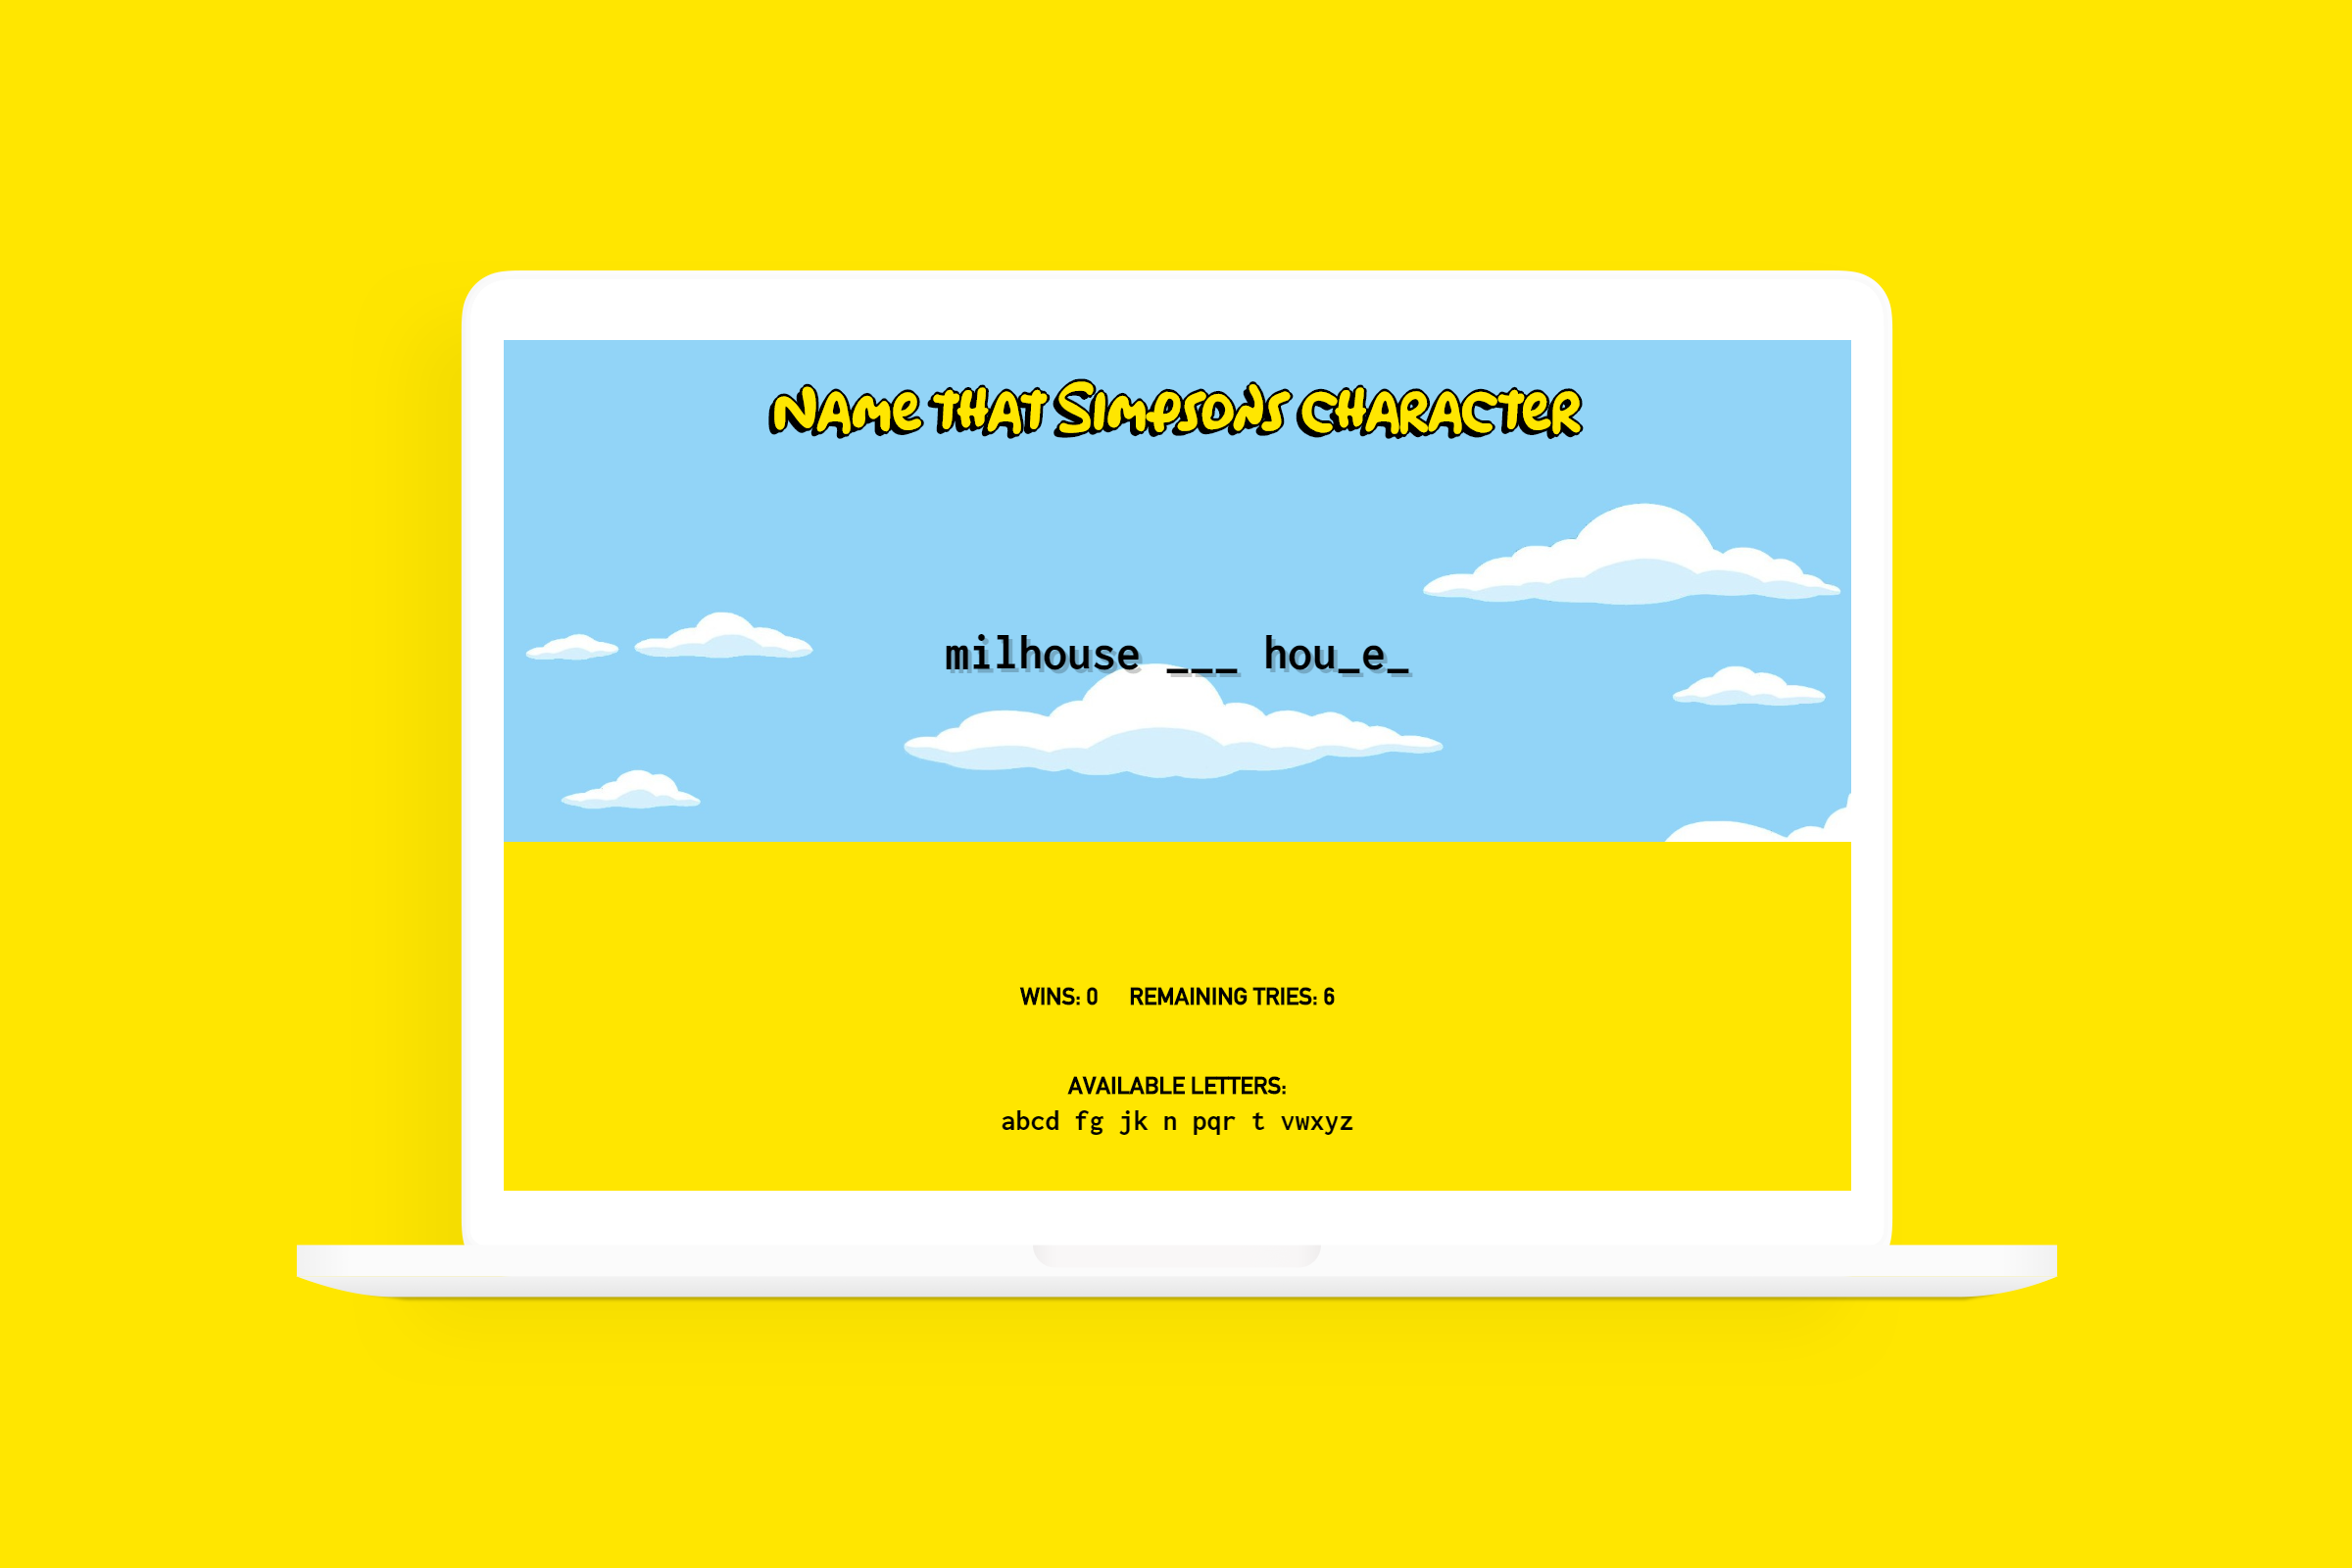 NAME THAT SIMPSONS CHARACTER
milhouse ___ hou_e_
WINS: 0 REMAINING TRIES: 6
AVAILABLE LETTERS:
abcd fg jk n pqr t vwxyz